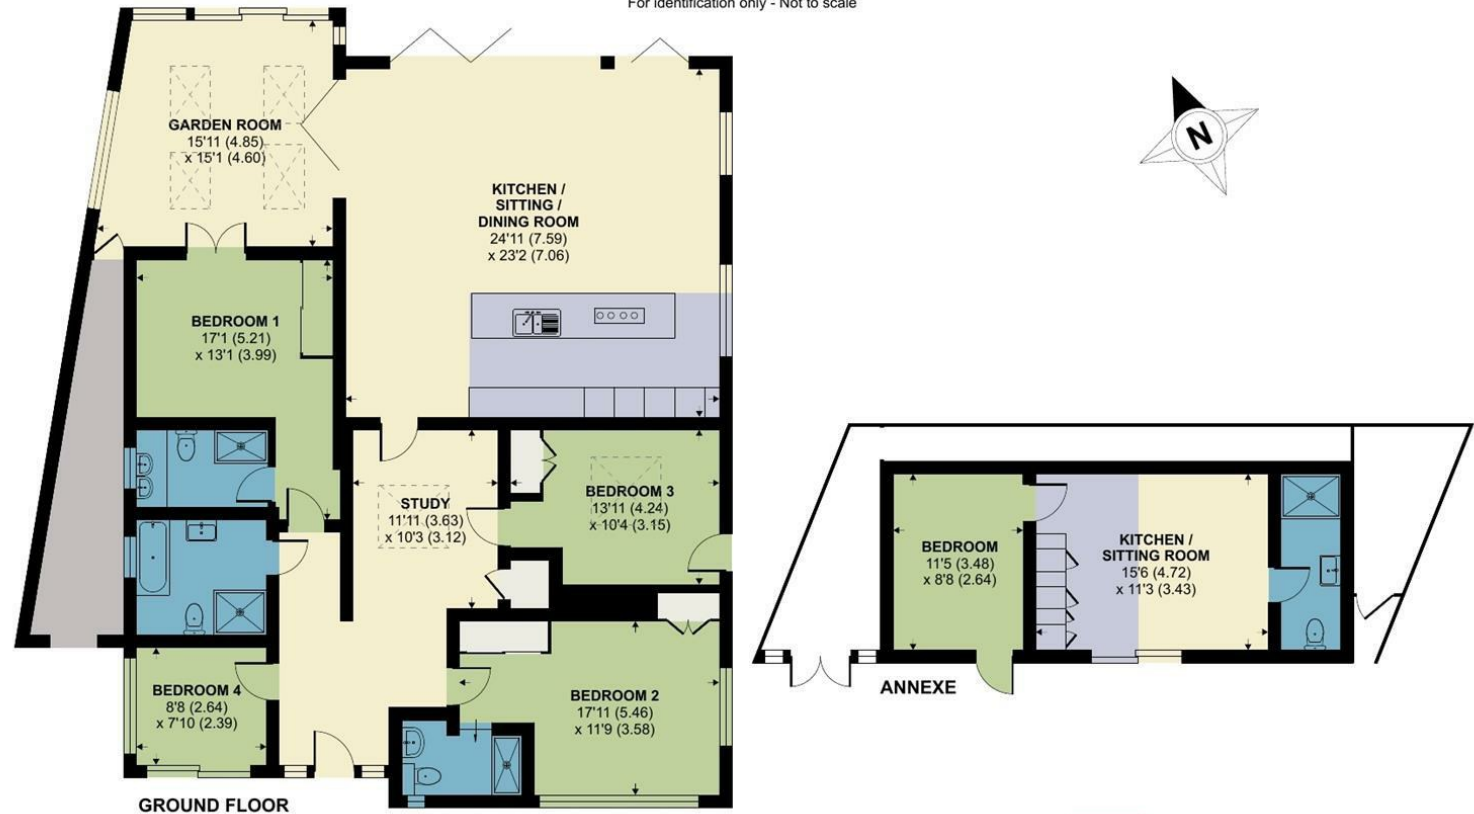 For identification only - Not to scale
GARDEN ROOM
15'11 (4.85)
x 15'1 (4.60)
KITCHEN /
SITTING /
DINING ROOM
24'11 (7.59)
x 23'2 (7.06)
N
BEDROOM 1
17'1 (5.21)
x 13'1 (3.99)
STUDY
11'11 (3.63)
x 10'3 (3.12)
BEDROOM 3
13'11 (4.24)
x 10'4 (3.15)
BEDROOM 4
8'8 (2.64)
x 7'10 (2.39)
BEDROOM 2
17'11 (5.46)
x 11'9 (3.58)
GROUND FLOOR
BEDROOM
11'5 (3.48)
x 8'8 (2.64)
KITCHEN /
SITTING ROOM
15'6 (4.72)
x 11'3 (3.43)
ANNEXE